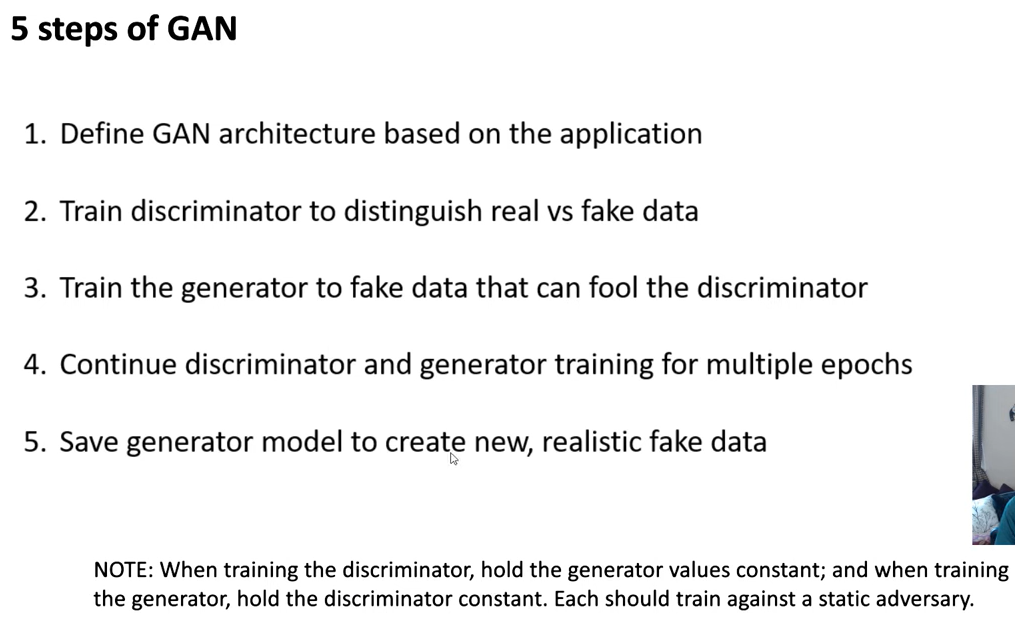 5 steps of GAN
1. Define GAN architecture based on the application
2. Train discriminator to distinguish real vs fake data
3. Train the generator to fake data that can fool the discriminator
4. Continue discriminator and generator training for multiple epochs
5. Save generator model to create new, realistic fake data
NOTE: When training the discriminator, hold the generator values constant; and when training
the generator, hold the discriminator constant. Each should train against a static adversary.